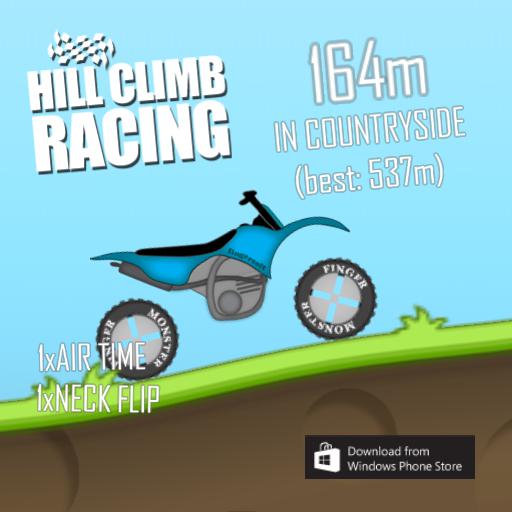 HILL CLIMB
RACING
164m
IN COUNTRYSIDE
(best: 537m)
Fingersoft
FINGER
MONSTER
MONSTER
1xAIR TIME
1xNECK FLIP
Download from
Windows Phone Store